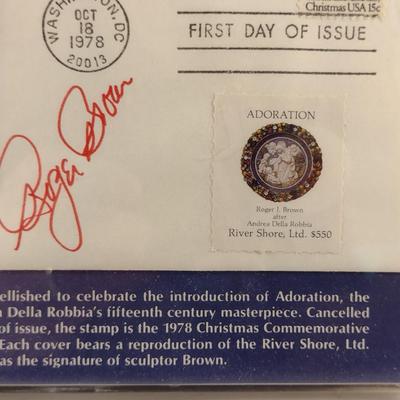 Christmas USA 15c
WASHINGTON, DC
OCT
18
1978
20013
FIRST DAY OF ISSUE
Roger Brown
ADORATION
Roger J. Brown
after
Andrea Della Robbia
River Shore, Ltd. $550
ellished to celebrate the introduction of Adoration, the
Della Robbia's fifteenth century masterpiece. Cancelled
of issue, the stamp is the 1978 Christmas Commemorative
Each cover bears a reproduction of the River Shore, Ltd.
as the signature of sculptor Brown.